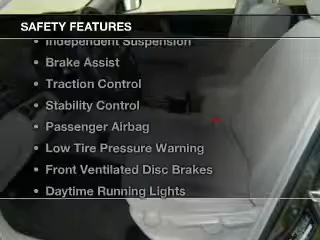 SAFETY FEATURES
• Independent Suspension
• Brake Assist
• Traction Control
• Stability Control
• Passenger Airbag
• Low Tire Pressure Warning
• Front Ventilated Disc Brakes
• Daytime Running Lights